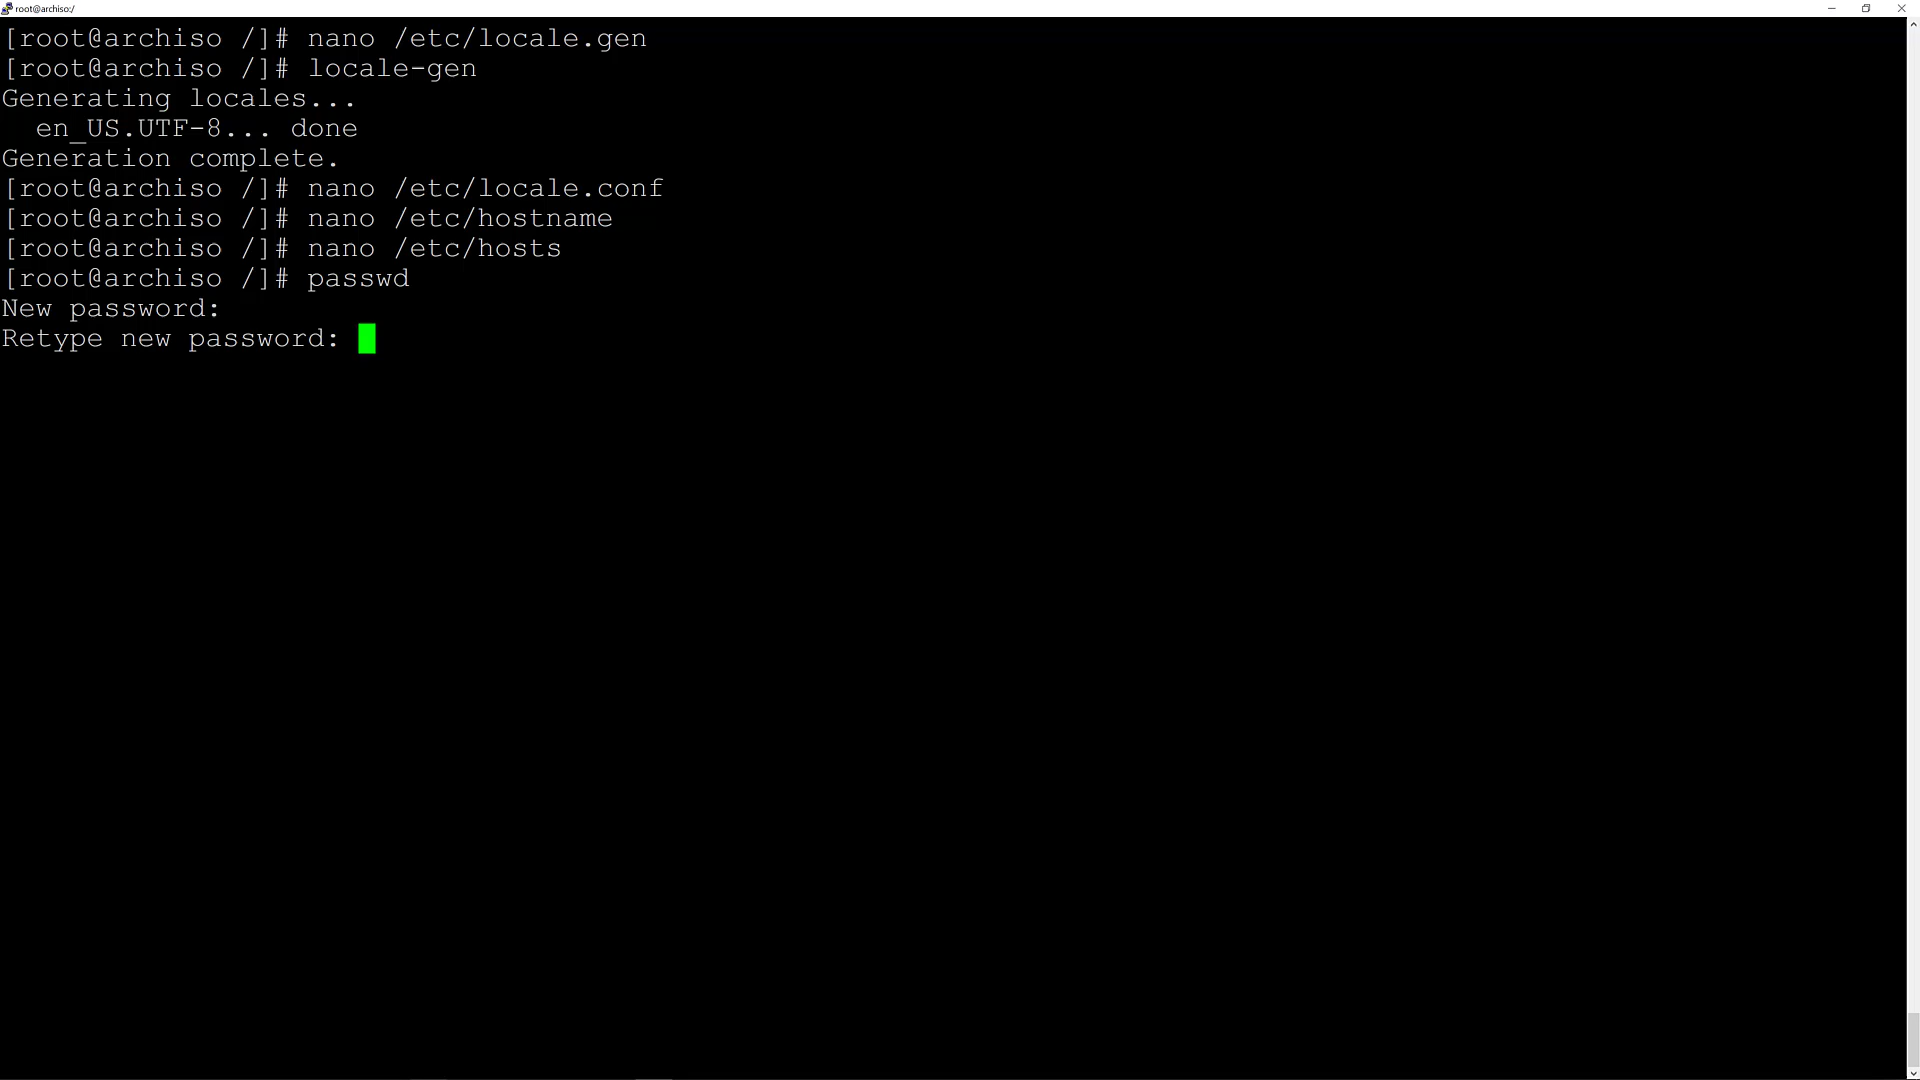 root@archiso:/
[root@archiso /]# nano /etc/locale.gen
[root@archiso /]# locale-gen
Generating locales...
  en_US.UTF-8... done
Generation complete.
[root@archiso /]# nano /etc/locale.conf
[root@archiso /]# nano /etc/hostname
[root@archiso /]# nano /etc/hosts
[root@archiso /]# passwd
New password:
Retype new password: